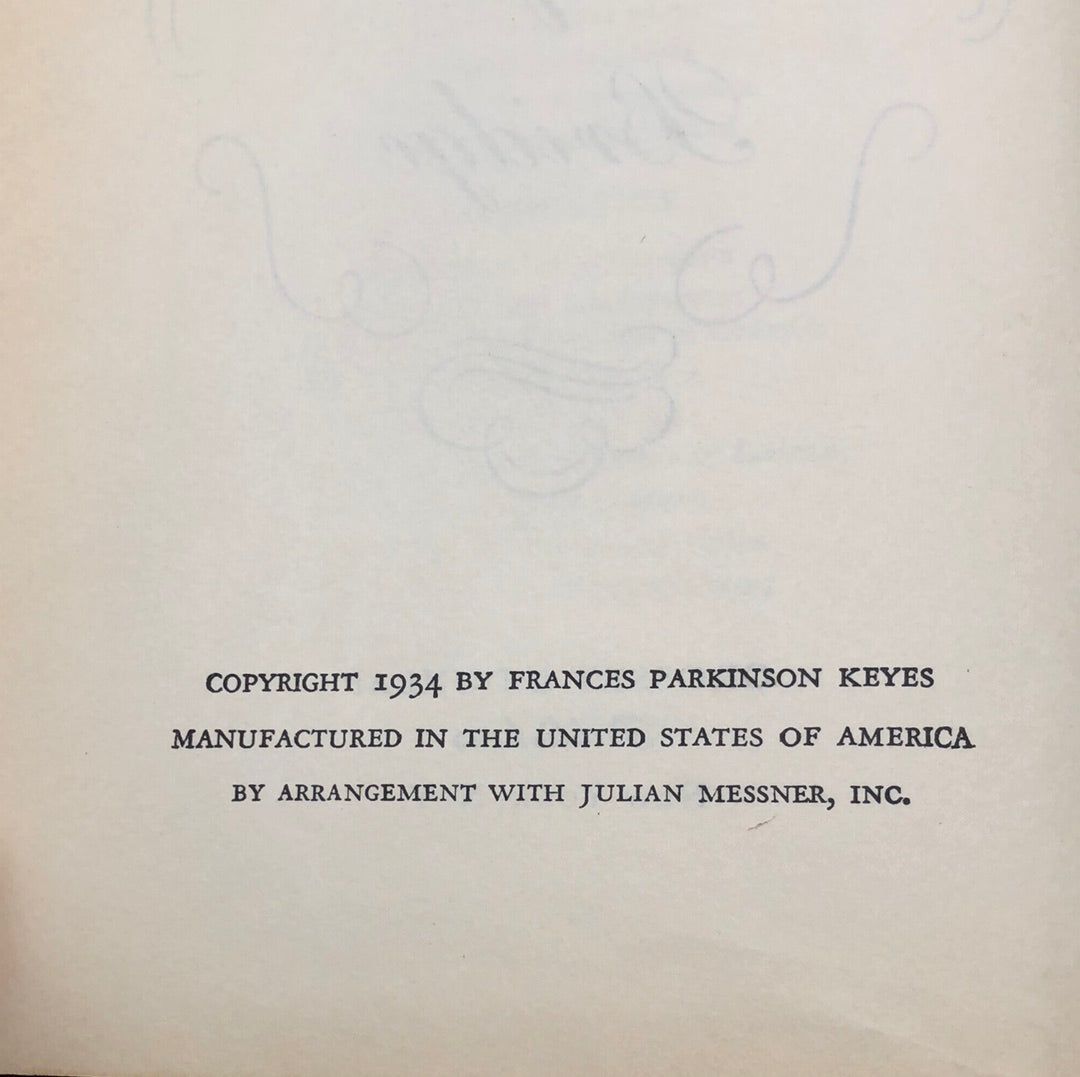 COPYRIGHT 1934 BY FRANCES PARKINSON KEYES
MANUFACTURED IN THE UNITED STATES OF AMERICA
BY ARRANGEMENT WITH JULIAN MESSNER, INC.